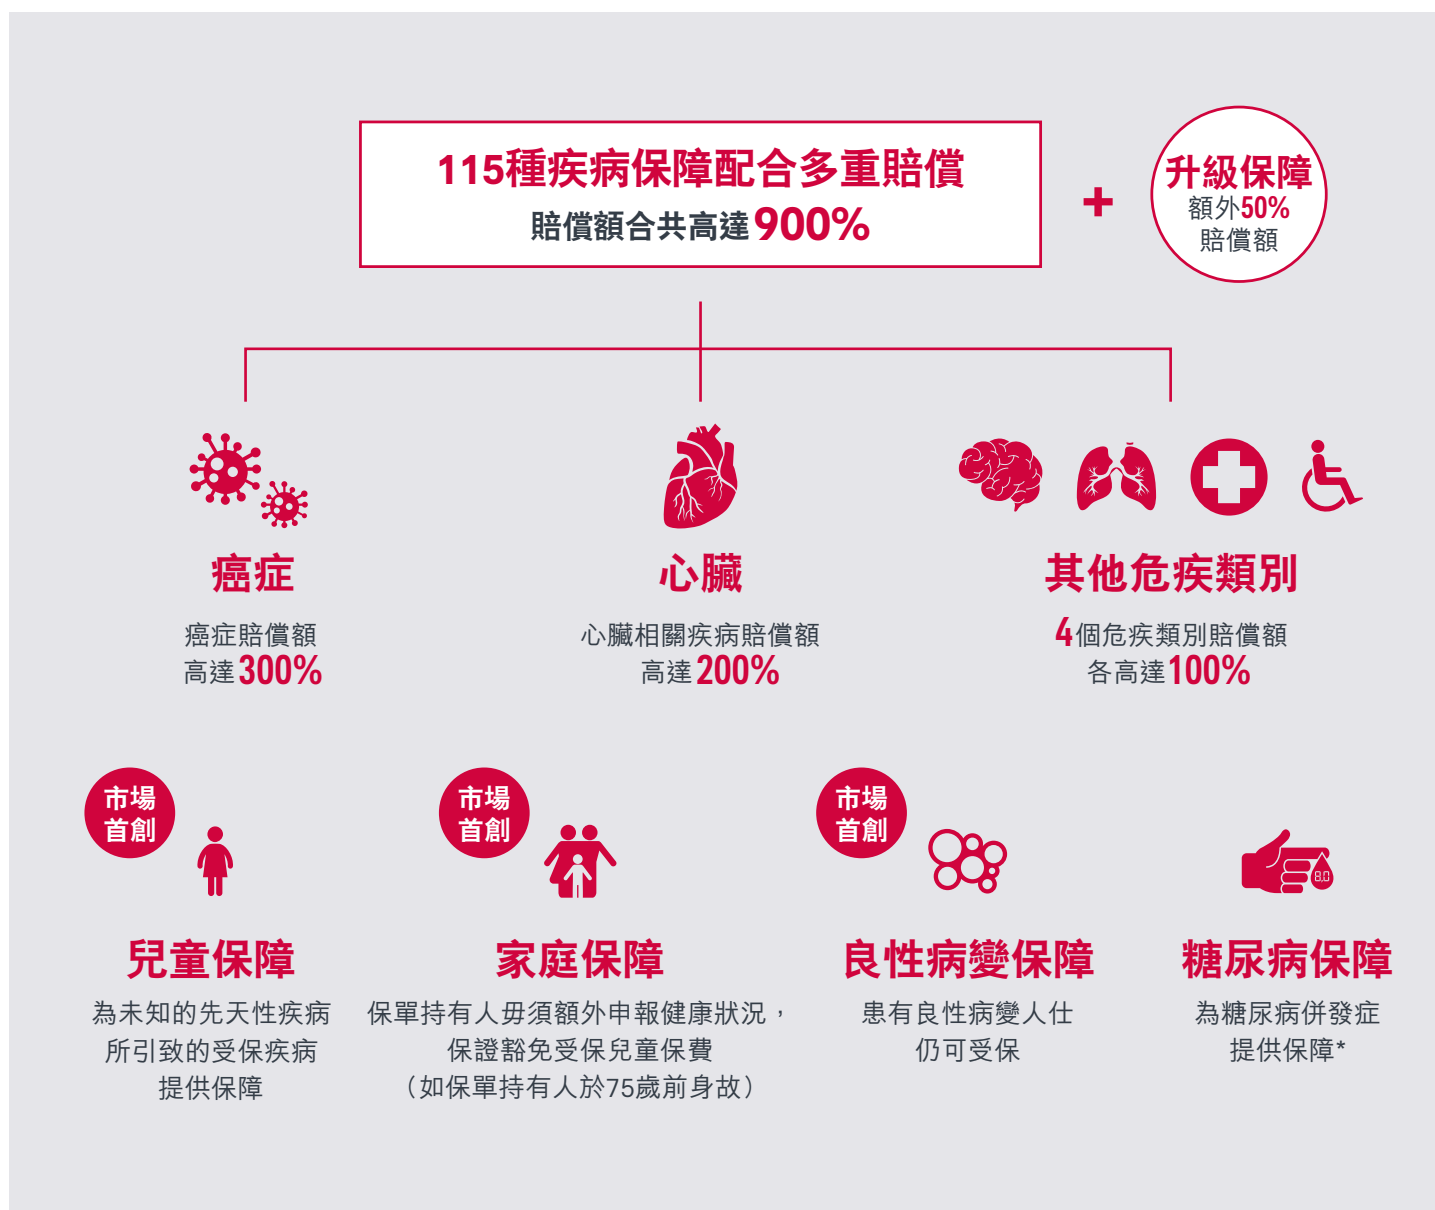 115種疾病保障配合多重賠償
賠償額合共高達900%
+
升級保障
額外50%
賠償額
癌症
癌症賠償額
高達300%
心臟
心臟相關疾病賠償額
高達200%
其他危疾類別
4個危疾類別賠償額
各高達100%
市場
首創
兒童保障
為未知的先天性疾病
所引致的受保疾病
提供保障
市場
首創
家庭保障
保單持有人毋須額外申報健康狀況，
保證豁免受保兒童保費
（如保單持有人於75歲前身故）
市場
首創
良性病變保障
患有良性病變人仕
仍可受保
8.0
糖尿病保障
為糖尿病併發症
提供保障*